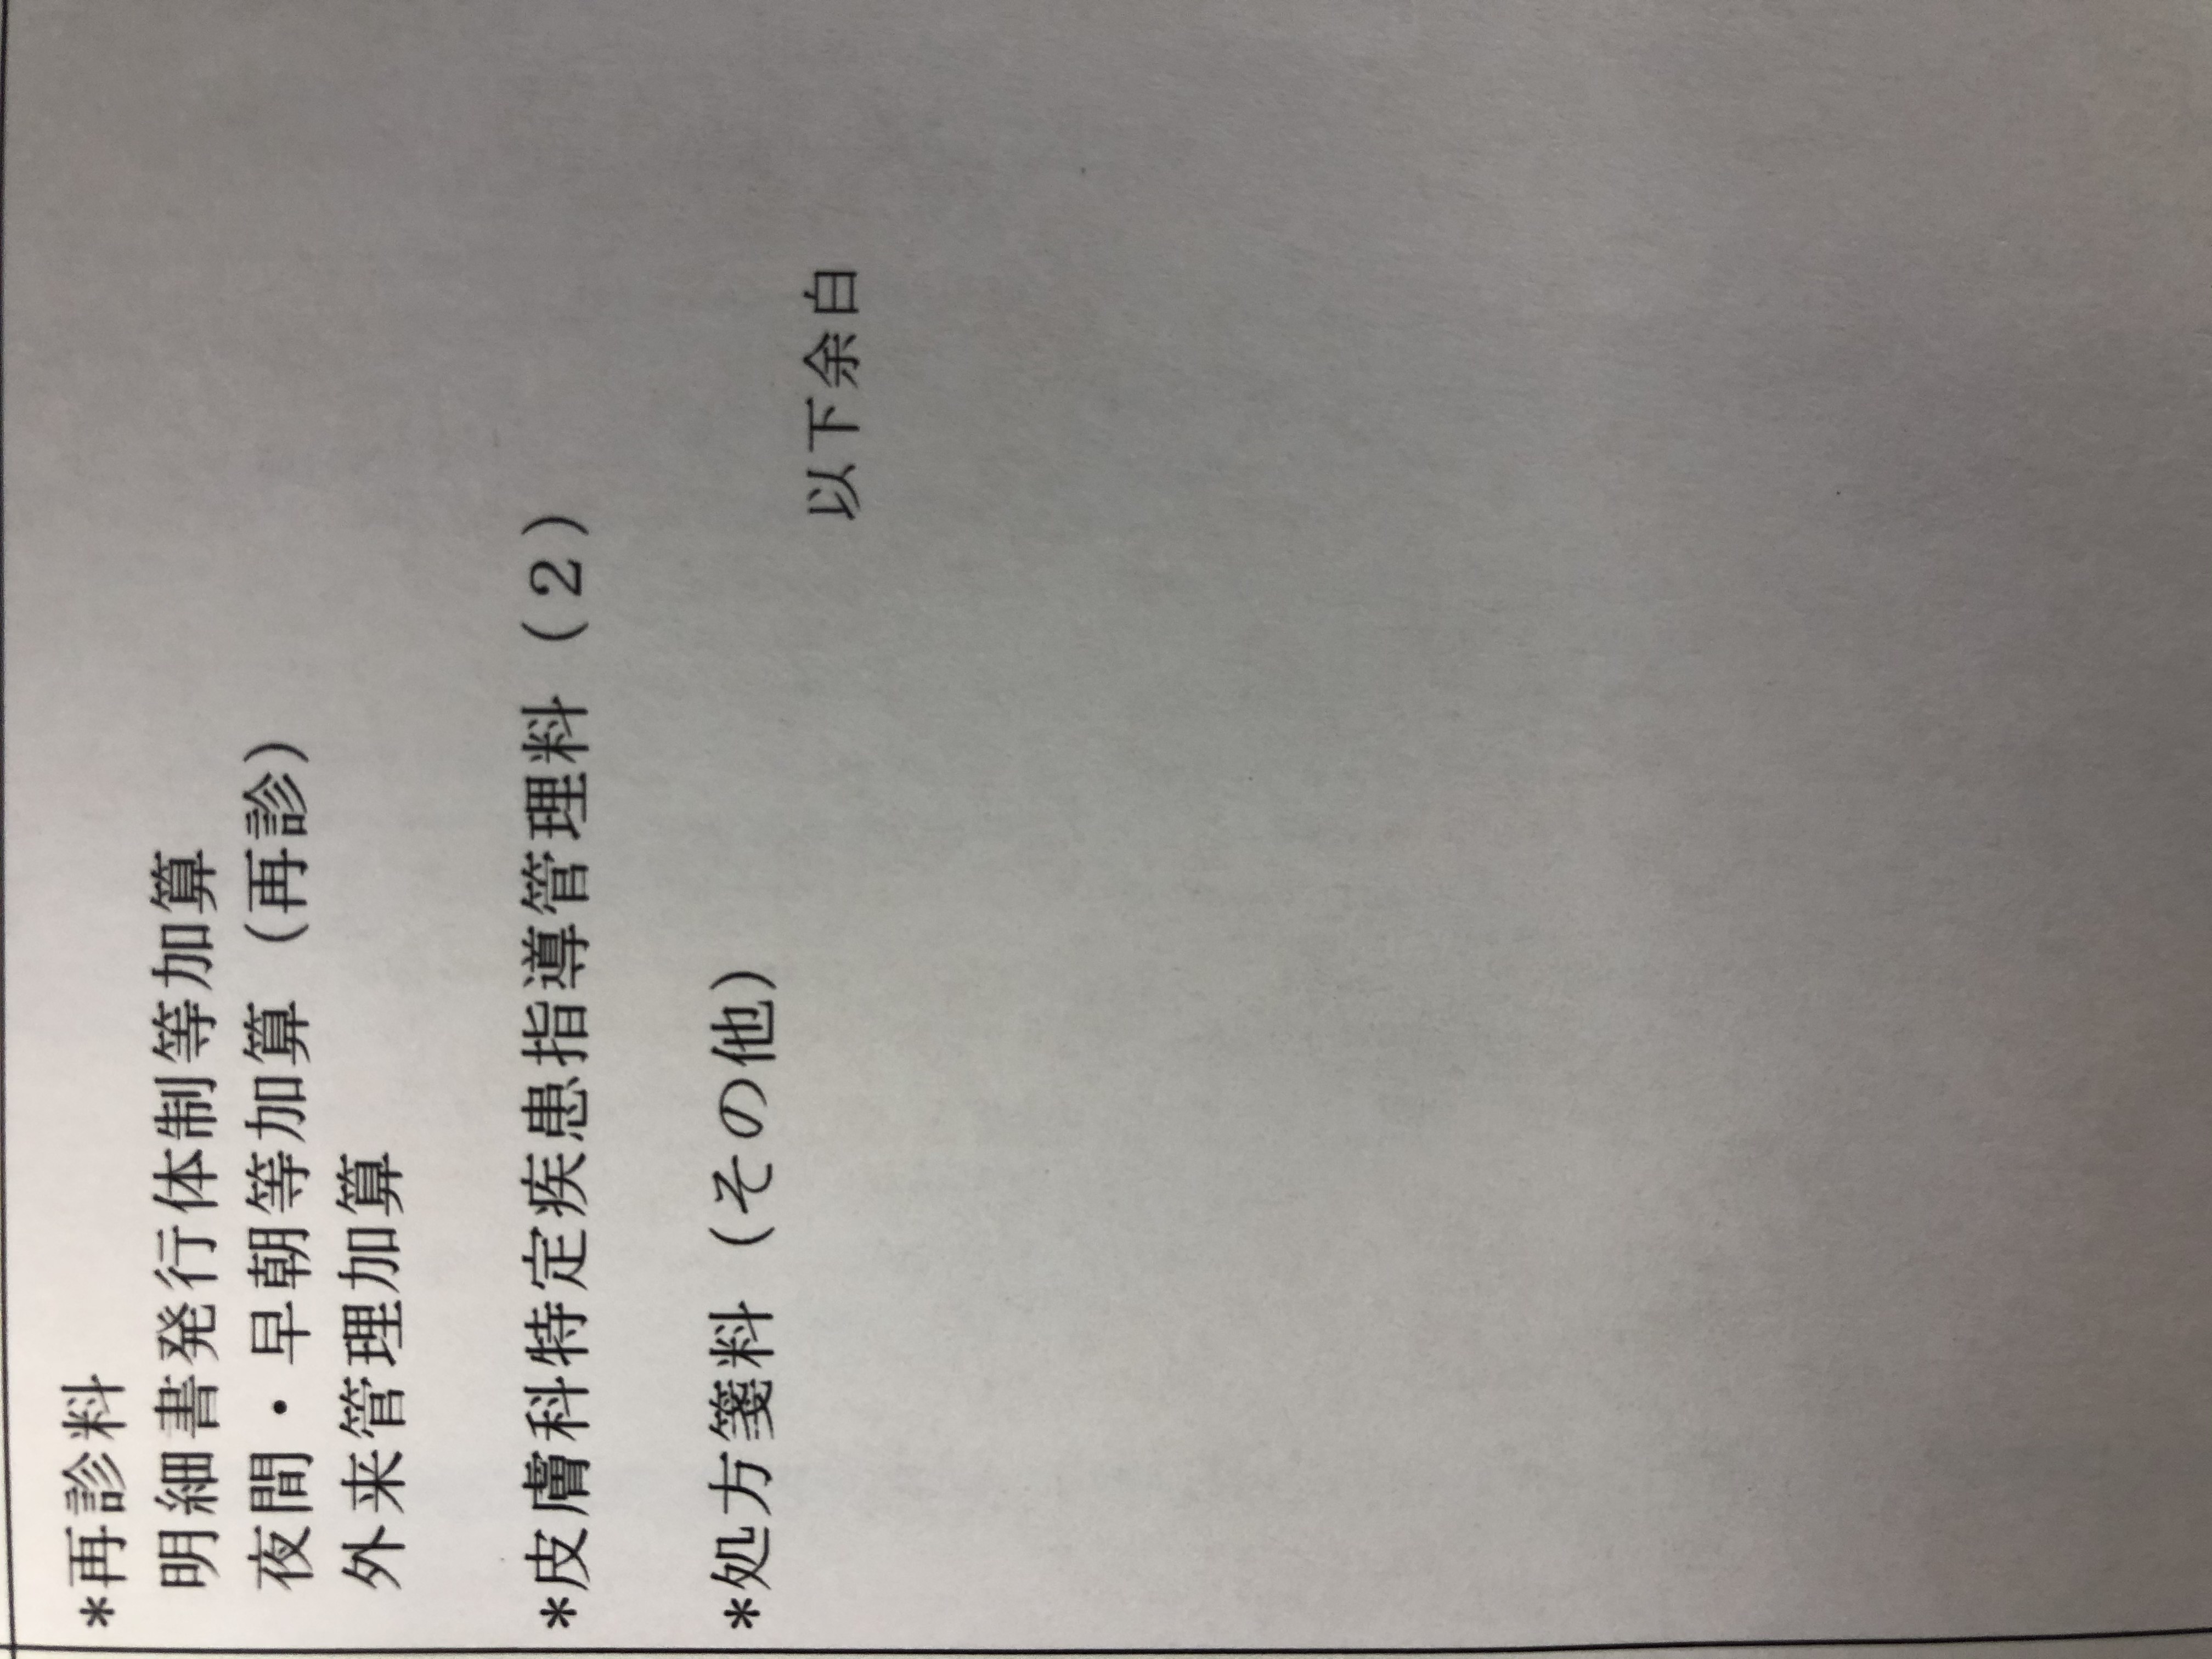 *再診料
明細書発行体制等加算
夜間・早朝等加算（再診）
外来管理加算
*皮膚科特定疾患指導管理料（２）
*処方箋料（その他）
以下余白